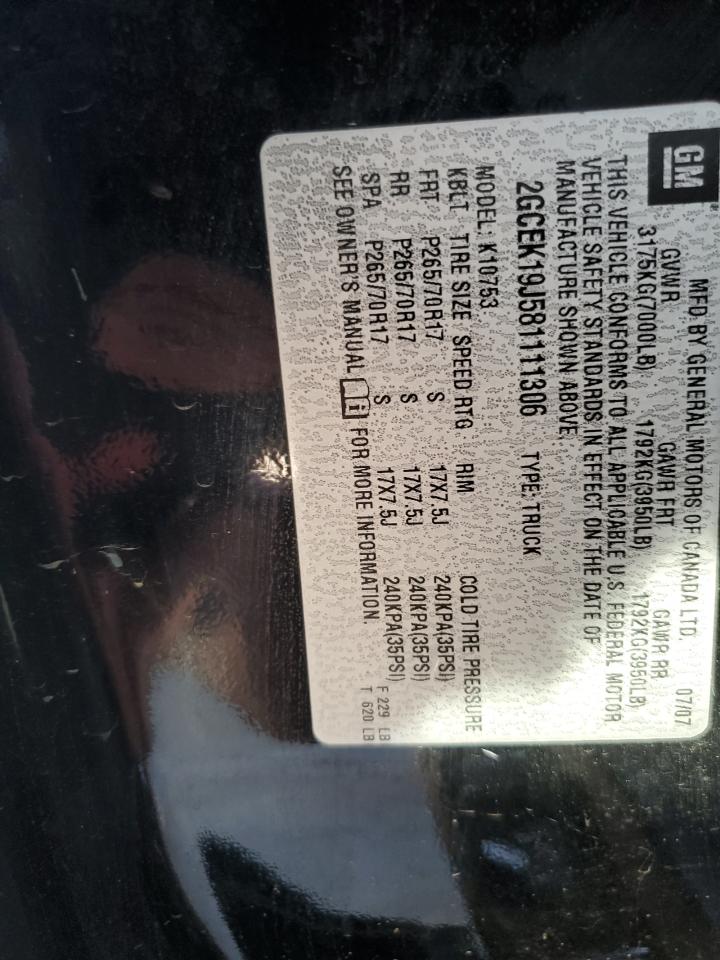 GM
MFD BY GENERAL MOTORS OF CANADA LTD. 07/07
GVWR GAWR FRT GAWR RR
3175KG(7000LB) 1792KG(3950LB) 1792KG(3950LB)
THIS VEHICLE CONFORMS TO ALL APPLICABLE U.S. FEDERAL MOTOR
VEHICLE SAFETY STANDARDS IN EFFECT ON THE DATE OF
MANUFACTURE SHOWN ABOVE.
2GCEK19J581111306 TYPE: TRUCK
MODEL: K10753
KBLT TIRE SIZE SPEED RTG RIM COLD TIRE PRESSURE
FRT P265/70R17 S 17X7.5J 240KPA(35PSI)
RR P265/70R17 S 17X7.5J 240KPA(35PSI)
SPA P265/70R17 S 17X7.5J 240KPA(35PSI) F 229 LB
SEE OWNER'S MANUAL FOR MORE INFORMATION. T 620 LB